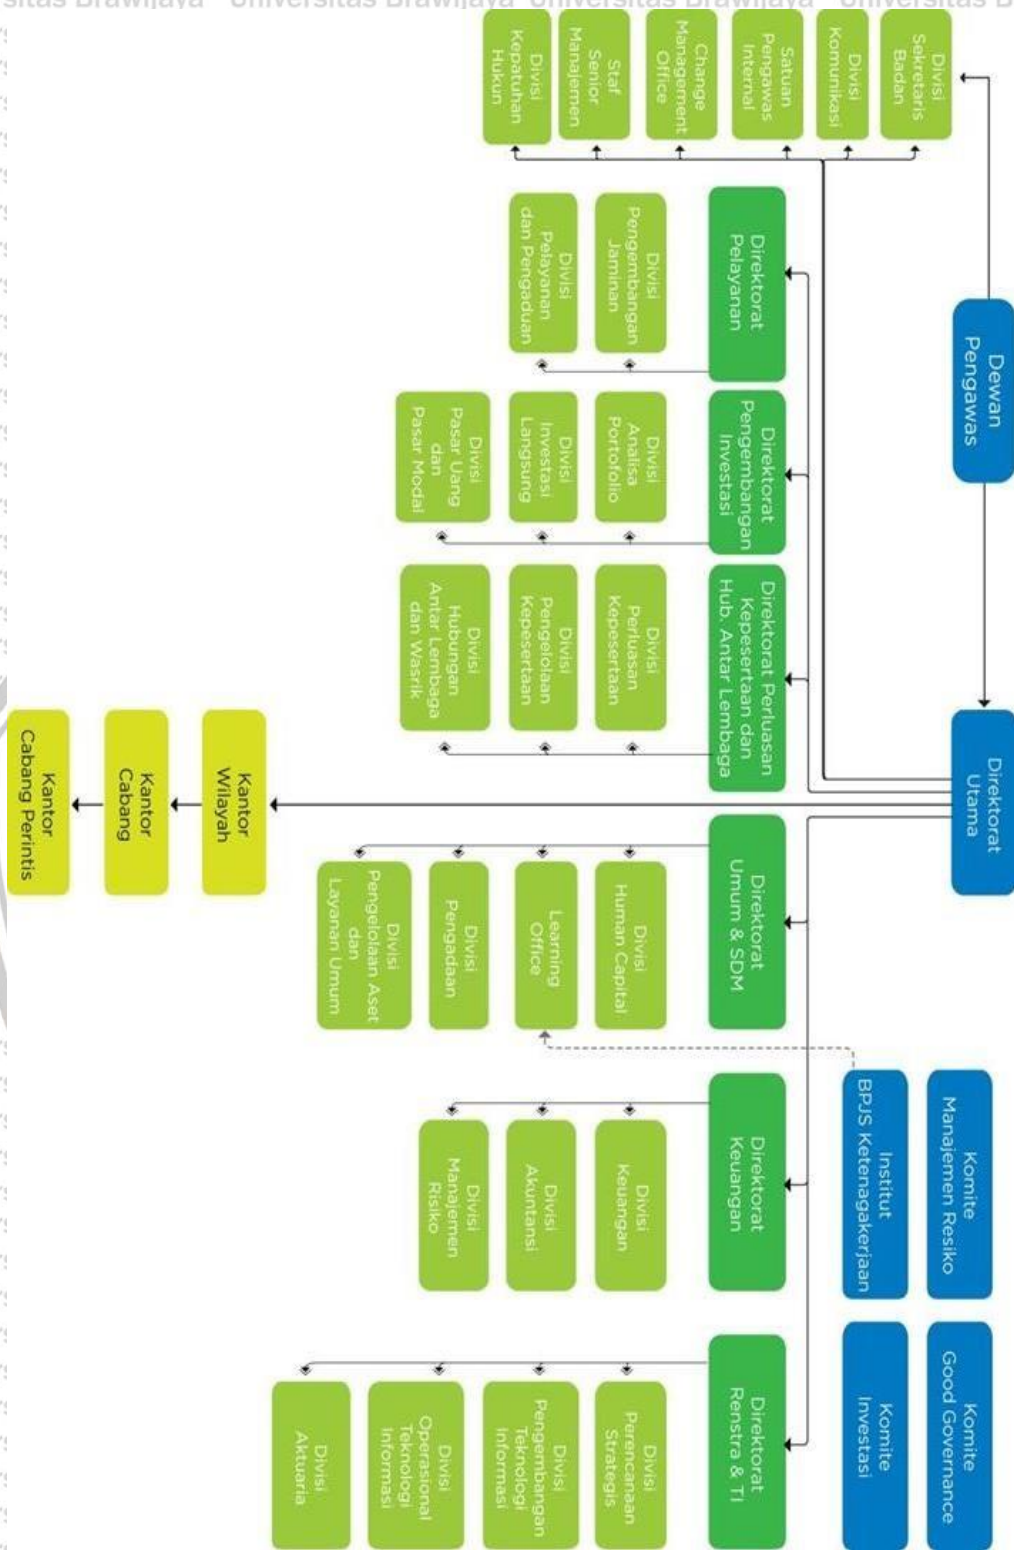 Universitas Brawijaya   Universitas Brawijaya   Universitas Brawijaya   Universitas
Dewan
Pengawas
Direktorat
Utama
Komite
Manajemen Resiko
Komite
Good Governance
Institut
BPJS Ketenagakerjaan
Komite
Investasi
Divisi
Sekretaris
Badan
Divisi
Komunikasi
Satuan
Pengawas
Internal
Change
Management
Office
Staf
Senior
Manajemen
Divisi
Kepatuhan
Hukun
Direktorat
Pelayanan
Divisi
Pengembangan
Jaminan
Divisi
Pelayanan
dan Pengaduan
Direktorat
Pengembangan
Investasi
Divisi
Analisa
Portofolio
Divisi
Investasi
Langsung
Divisi
Pasar Uang
dan
Pasar Modal
Direktorat Perluasan
Kepesertaan dan
Hub. Antar Lembaga
Divisi
Perluasan
Kepesertaan
Divisi
Pengelolaan
Kepesertaan
Divisi
Hubungan
Antar Lembaga
dan Wasrik
Direktorat
Umum & SDM
Divisi
Human Capital
Learning
Office
Divisi
Pengadaan
Divisi
Pengelolaan Aset
dan
Layanan Umum
Direktorat
Keuangan
Divisi
Keuangan
Divisi
Akuntansi
Divisi
Manajemen
Risiko
Direktorat
Renstra & TI
Divisi
Perencanaan
Strategis
Divisi
Pengembangan
Teknologi
Informasi
Divisi
Operasional
Teknologi
Informasi
Divisi
Aktuaria
Kantor
Wilayah
Kantor
Cabang
Kantor
Cabang Perintis